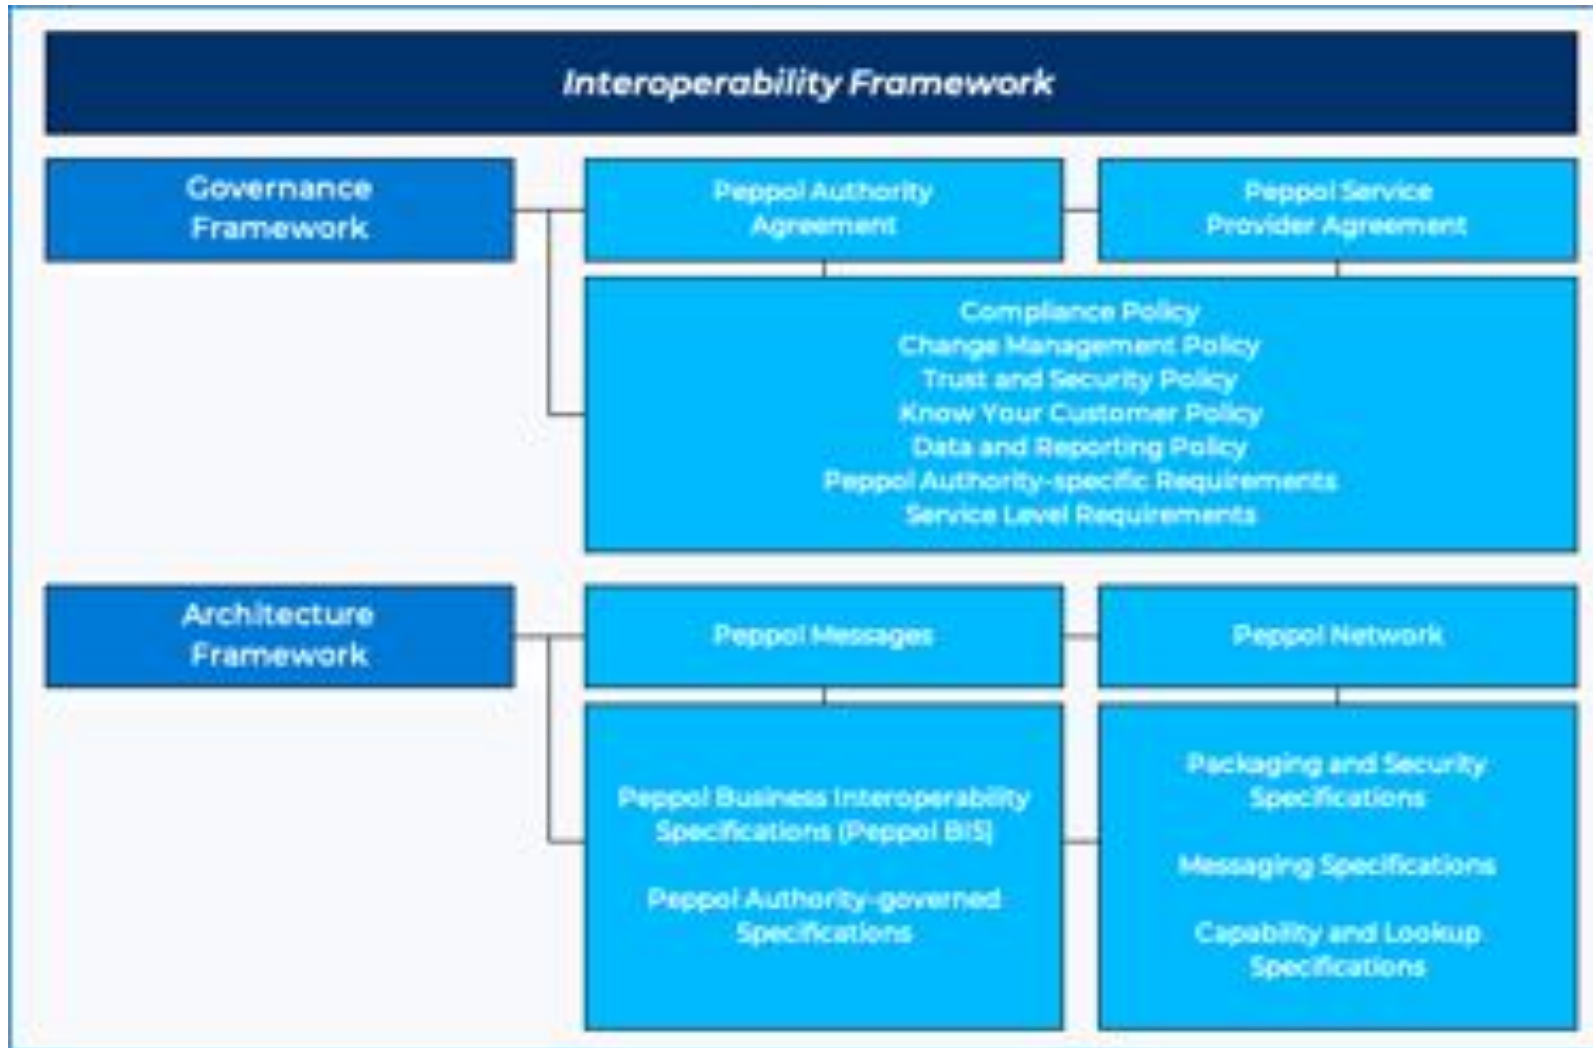 Interoperability Framework
Governance
Framework
Peppol Authority
Agreement
Peppol Service
Provider Agreement
Compliance Policy
Change Management Policy
Trust and Security Policy
Know Your Customer Policy
Data and Reporting Policy
Peppol Authority-specific Requirements
Service Level Requirements
Architecture
Framework
Peppol Messages
Peppol Network
Peppol Business Interoperability
Specifications (Peppol BIS)
Peppol Authority-governed
Specifications
Packaging and Security
Specifications
Messaging Specifications
Capability and Lookup
Specifications